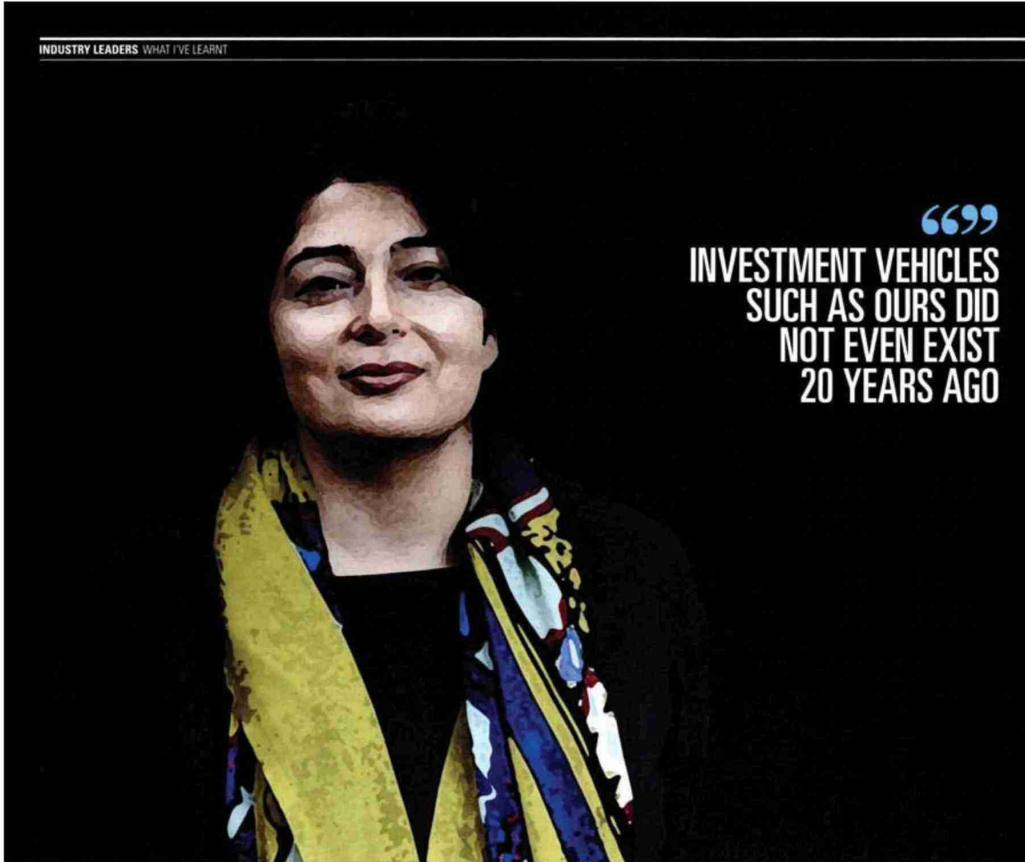 INDUSTRY LEADERS WHAT I'VE LEARNT
“”
INVESTMENT VEHICLES
SUCH AS OURS DID
NOT EVEN EXIST
20 YEARS AGO